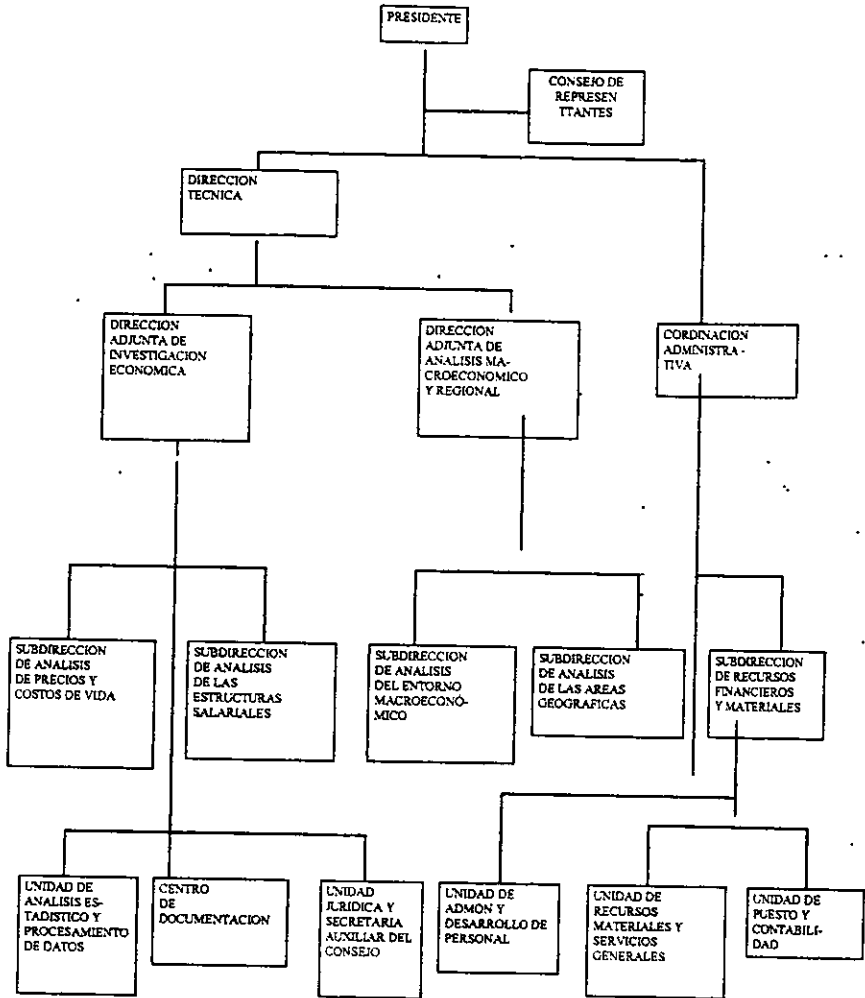 PRESIDENTE
CONSEJO DE
REPRESEN
TTANTES
DIRECCION
TECNICA
DIRECCION
ADJUNTA DE
INVESTIGACION
ECONOMICA
DIRECCION
ADJUNTA DE
ANALISIS MA-
CROECONOMICO
Y REGIONAL
CORDINACION
ADMINISTRA -
TIVA
SUBDIRECCION
DE ANALISIS
DE PRECIOS Y
COSTOS DE VIDA
SUBDIRECCION
DE ANALISIS
DE LAS
ESTRUCTURAS
SALARIALES
SUBDIRECCION
DE ANALISIS
DEL ENTORNO
MACROECONÓ-
MICO
SUBDIRECCION
DE ANALISIS
DE LAS AREAS
GEOGRAFICAS
SUBDIRECCION
DE RECURSOS
FINANCIEROS
Y MATERIALES
UNIDAD DE
ANALISIS ES-
TADISTICO Y
PROCESAMIENTO
DE DATOS
CENTRO
DE
DOCUMENTACION
UNIDAD
JURIDICA Y
SECRETARIA
AUXILIAR DEL
CONSEJO
UNIDAD DE
ADMON Y
DESARROLLO DE
PERSONAL
UNIDAD DE
RECURSOS
MATERIALES Y
SERVICIOS
GENERALES
UNIDAD DE
PUESTO Y
CONTABILI-
DAD